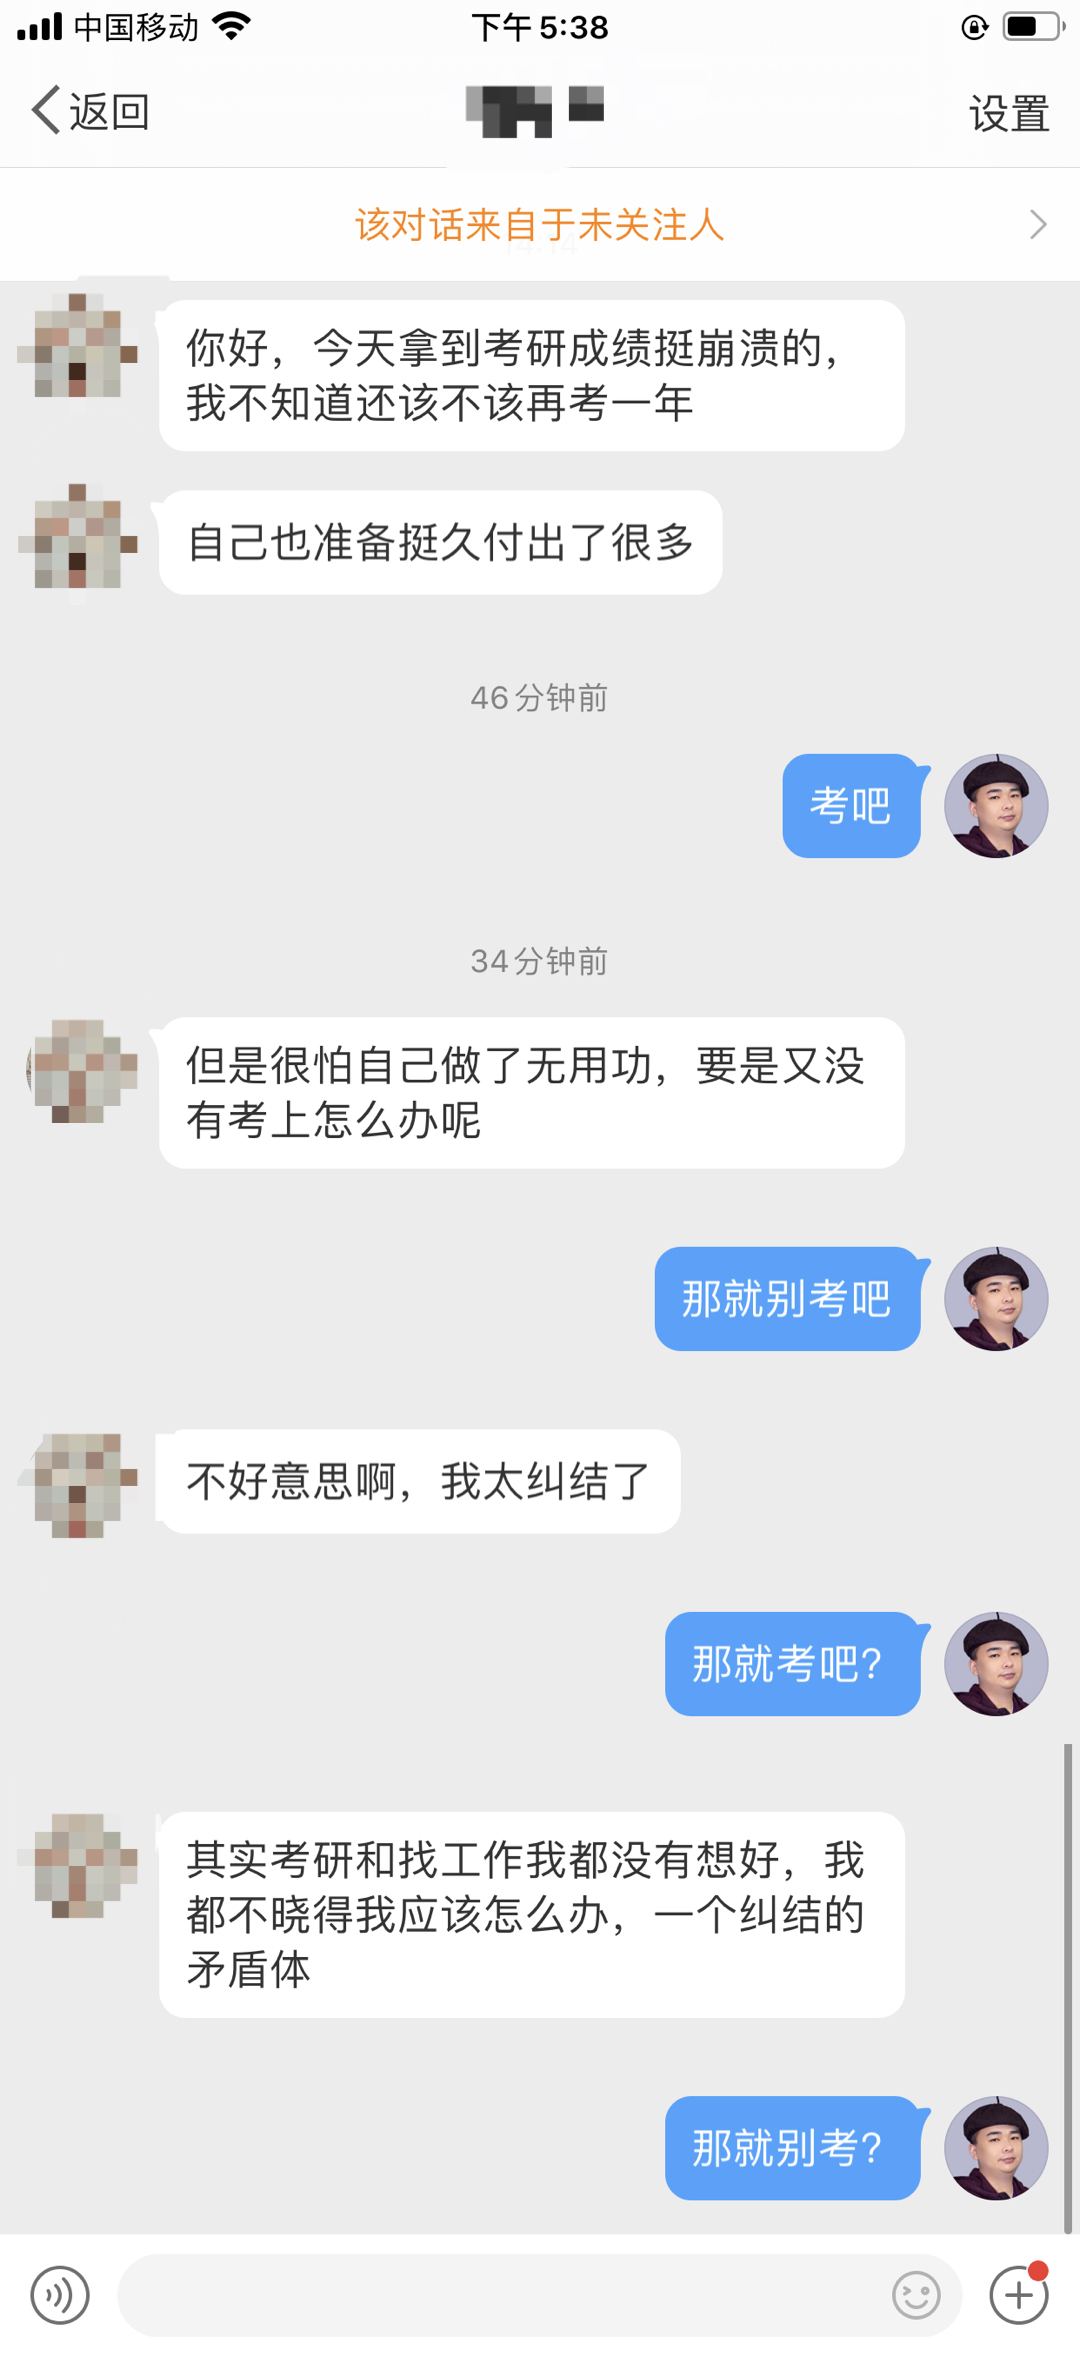 中国移动 下午 5:38
返回 设置
该对话来自于未关注人
你好，今天拿到考研成绩挺崩溃的，
我不知道还该不该再考一年
自己也准备挺久付出了很多
46分钟前
考吧
34分钟前
但是很怕自己做了无用功，要是又没
有考上怎么办呢
那就别考吧
不好意思啊，我太纠结了
那就考吧？
其实考研和找工作我都没有想好，我
都不晓得我应该怎么办，一个纠结的
矛盾体
那就别考？